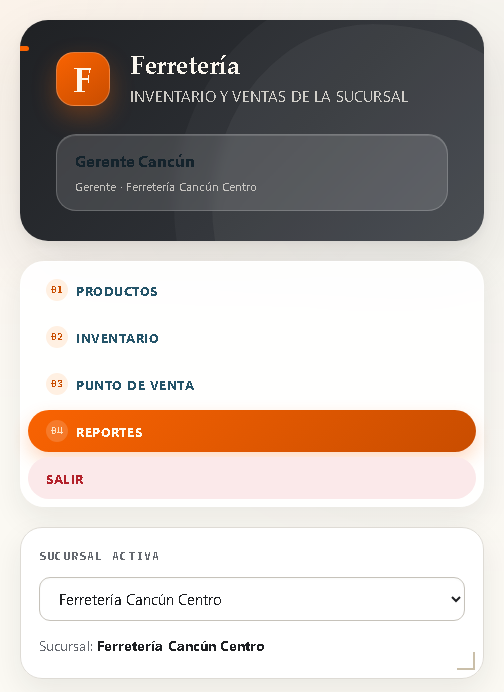 F
Ferretería
INVENTARIO Y VENTAS DE LA SUCURSAL
Gerente Cancún
Gerente · Ferretería Cancún Centro
01 PRODUCTOS
02 INVENTARIO
03 PUNTO DE VENTA
04 REPORTES
SALIR
SUCURSAL ACTIVA
Ferretería Cancún Centro
Sucursal: Ferretería Cancún Centro